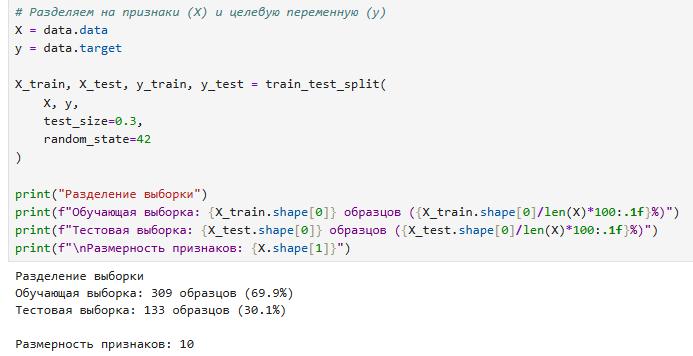 # Разделяем на признаки (X) и целевую переменную (y)
X = data.data
y = data.target

X_train, X_test, y_train, y_test = train_test_split(
    X, y,
    test_size=0.3,
    random_state=42
)

print("Разделение выборки")
print(f"Обучающая выборка: {X_train.shape[0]} образцов ({X_train.shape[0]/len(X)*100:.1f}%)")
print(f"Тестовая выборка: {X_test.shape[0]} образцов ({X_test.shape[0]/len(X)*100:.1f}%)")
print(f"\nРазмерность признаков: {X.shape[1]}")
Разделение выборки
Обучающая выборка: 309 образцов (69.9%)
Тестовая выборка: 133 образцов (30.1%)

Размерность признаков: 10